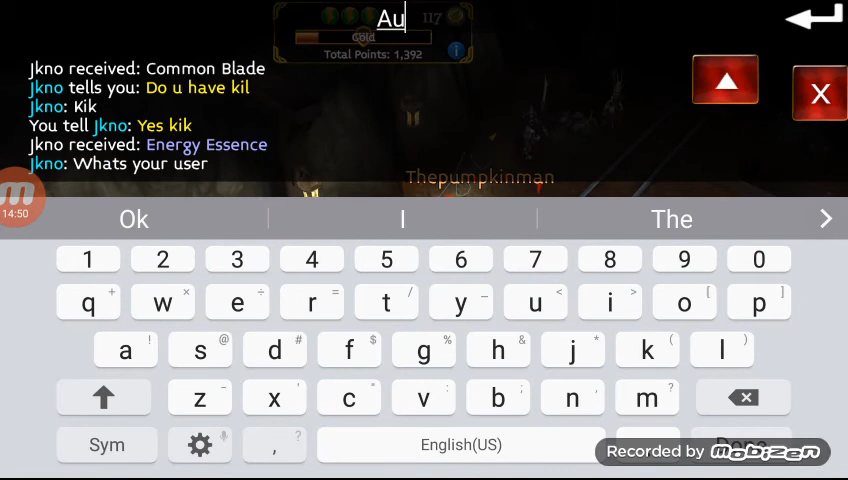 Au
117
Gold
Total Points: 1,392
Jkno received: Common Blade
Jkno tells you: Do u have kil
Jkno: Kik
You tell Jkno: Yes kik
Jkno received: Energy Essence
Jkno: Whats your user
X
Thepumpkinman
14:50
Ok I The
1 2 3 4 5 6 7 8 9 0
q + w × e ÷ r = t / y _ u < i > o [ p ]
a ! s @ d # f $ g % h & j * k ( l )
z - x ' c " v : b ; n , m ?
Sym , ? English(US) Done
Recorded by mobizen